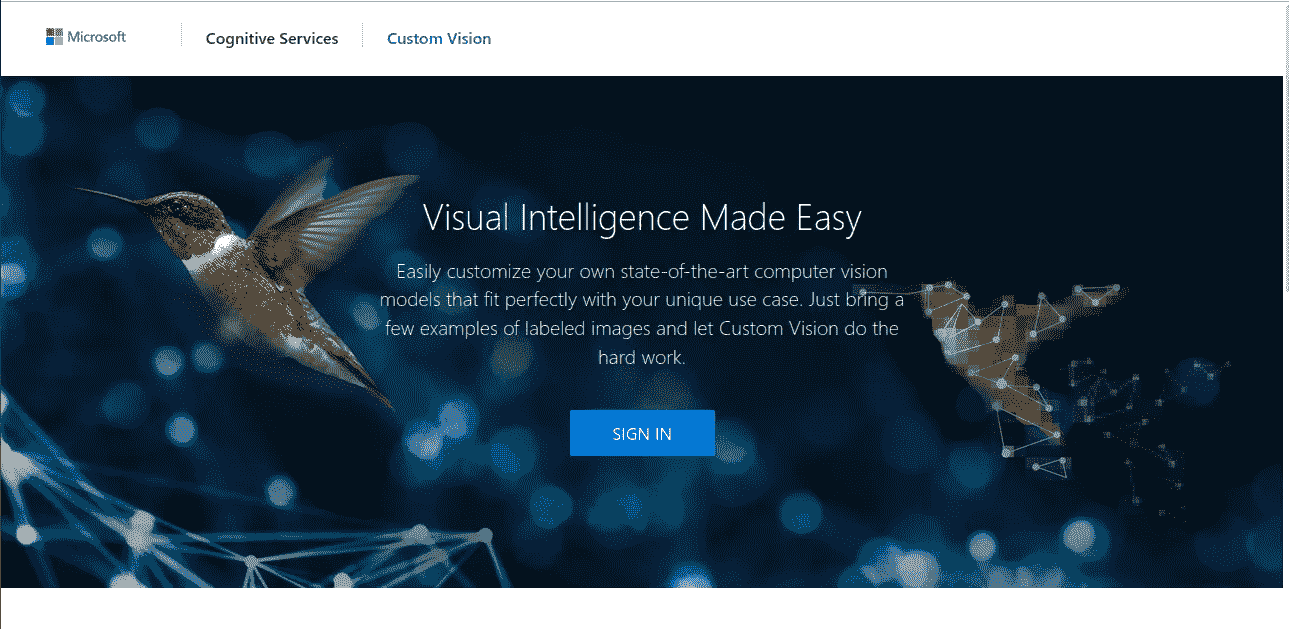 Microsoft
Cognitive Services
Custom Vision
Visual Intelligence Made Easy
Easily customize your own state-of-the-art computer vision
models that fit perfectly with your unique use case. Just bring a
few examples of labeled images and let Custom Vision do the
hard work.
SIGN IN